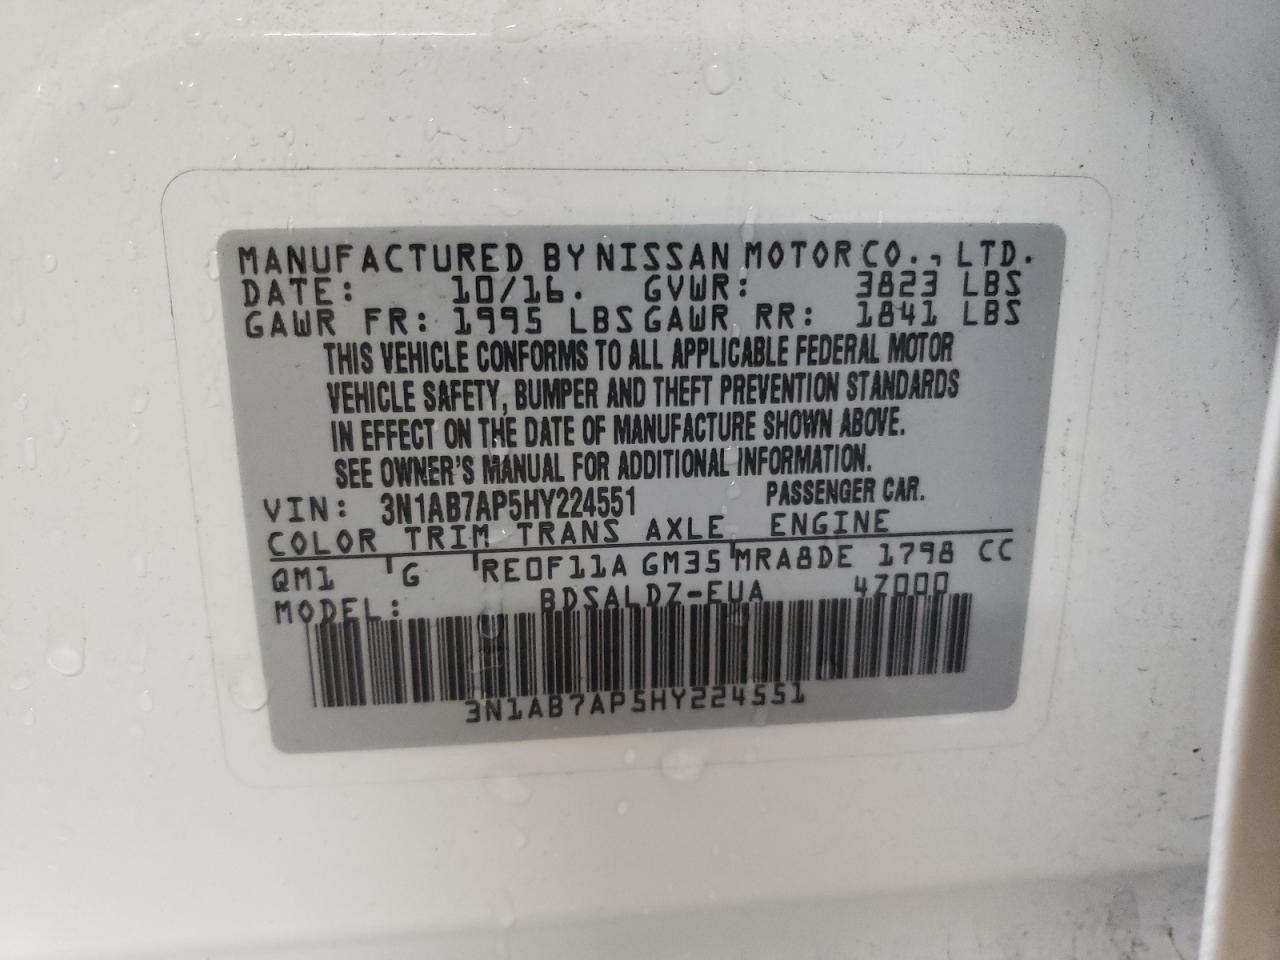 MANUFACTURED BY NISSAN MOTOR CO., LTD.
DATE: 10/16. GVWR: 3823 LBS
GAWR FR: 1995 LBS GAWR RR: 1841 LBS
THIS VEHICLE CONFORMS TO ALL APPLICABLE FEDERAL MOTOR
VEHICLE SAFETY, BUMPER AND THEFT PREVENTION STANDARDS
IN EFFECT ON THE DATE OF MANUFACTURE SHOWN ABOVE.
SEE OWNER'S MANUAL FOR ADDITIONAL INFORMATION.
VIN: 3N1AB7AP5HY224551 PASSENGER CAR.
COLOR TRIM TRANS AXLE ENGINE
QM1 G RE0F11A GM35 MRA8DE 1798 CC
MODEL: BDSALDZ-EUA 4Z000
3N1AB7AP5HY224551